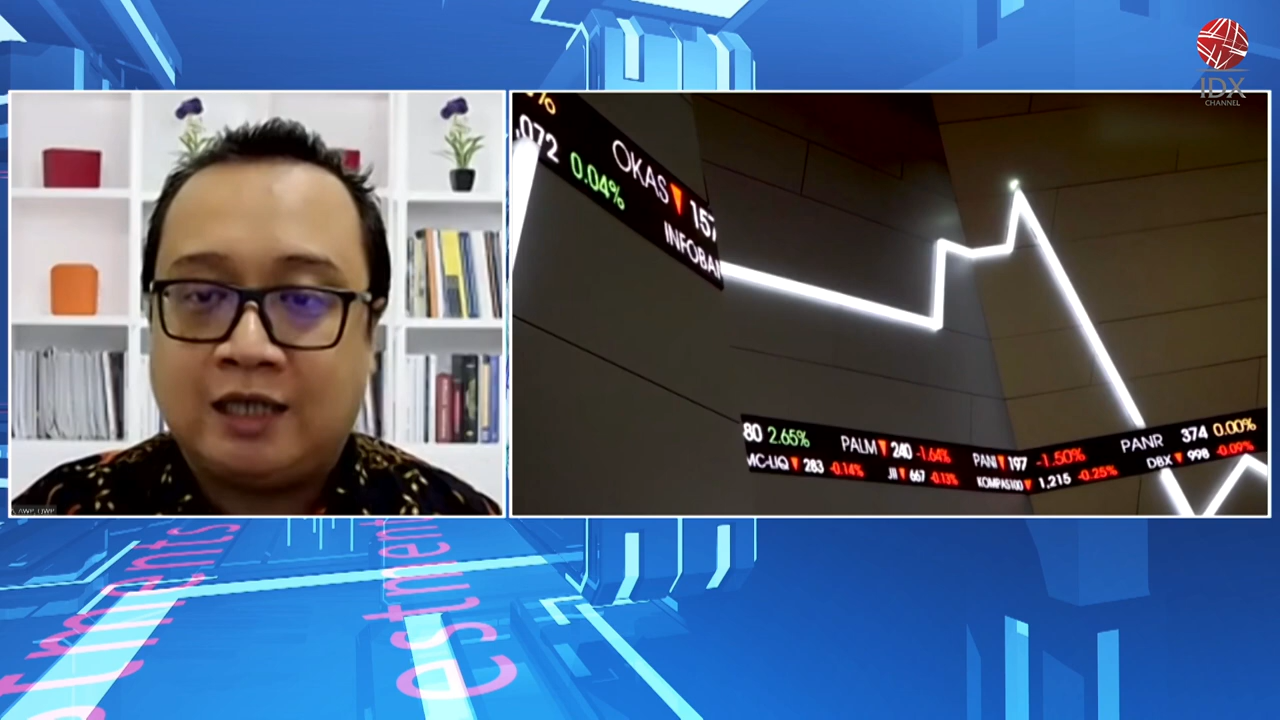 IDX
CHANNEL
%
,072 0.04% OKAS 157
INFOBA
80 2.65% PALM 240 -1.64% PANI 197 -1.50% PANR 374 0.00%
MC-LIQ 283 -0.14% JII 667 -0.13% KOMPAS100 1,215 -0.25% DBX 998 -0.09%
tments
estment